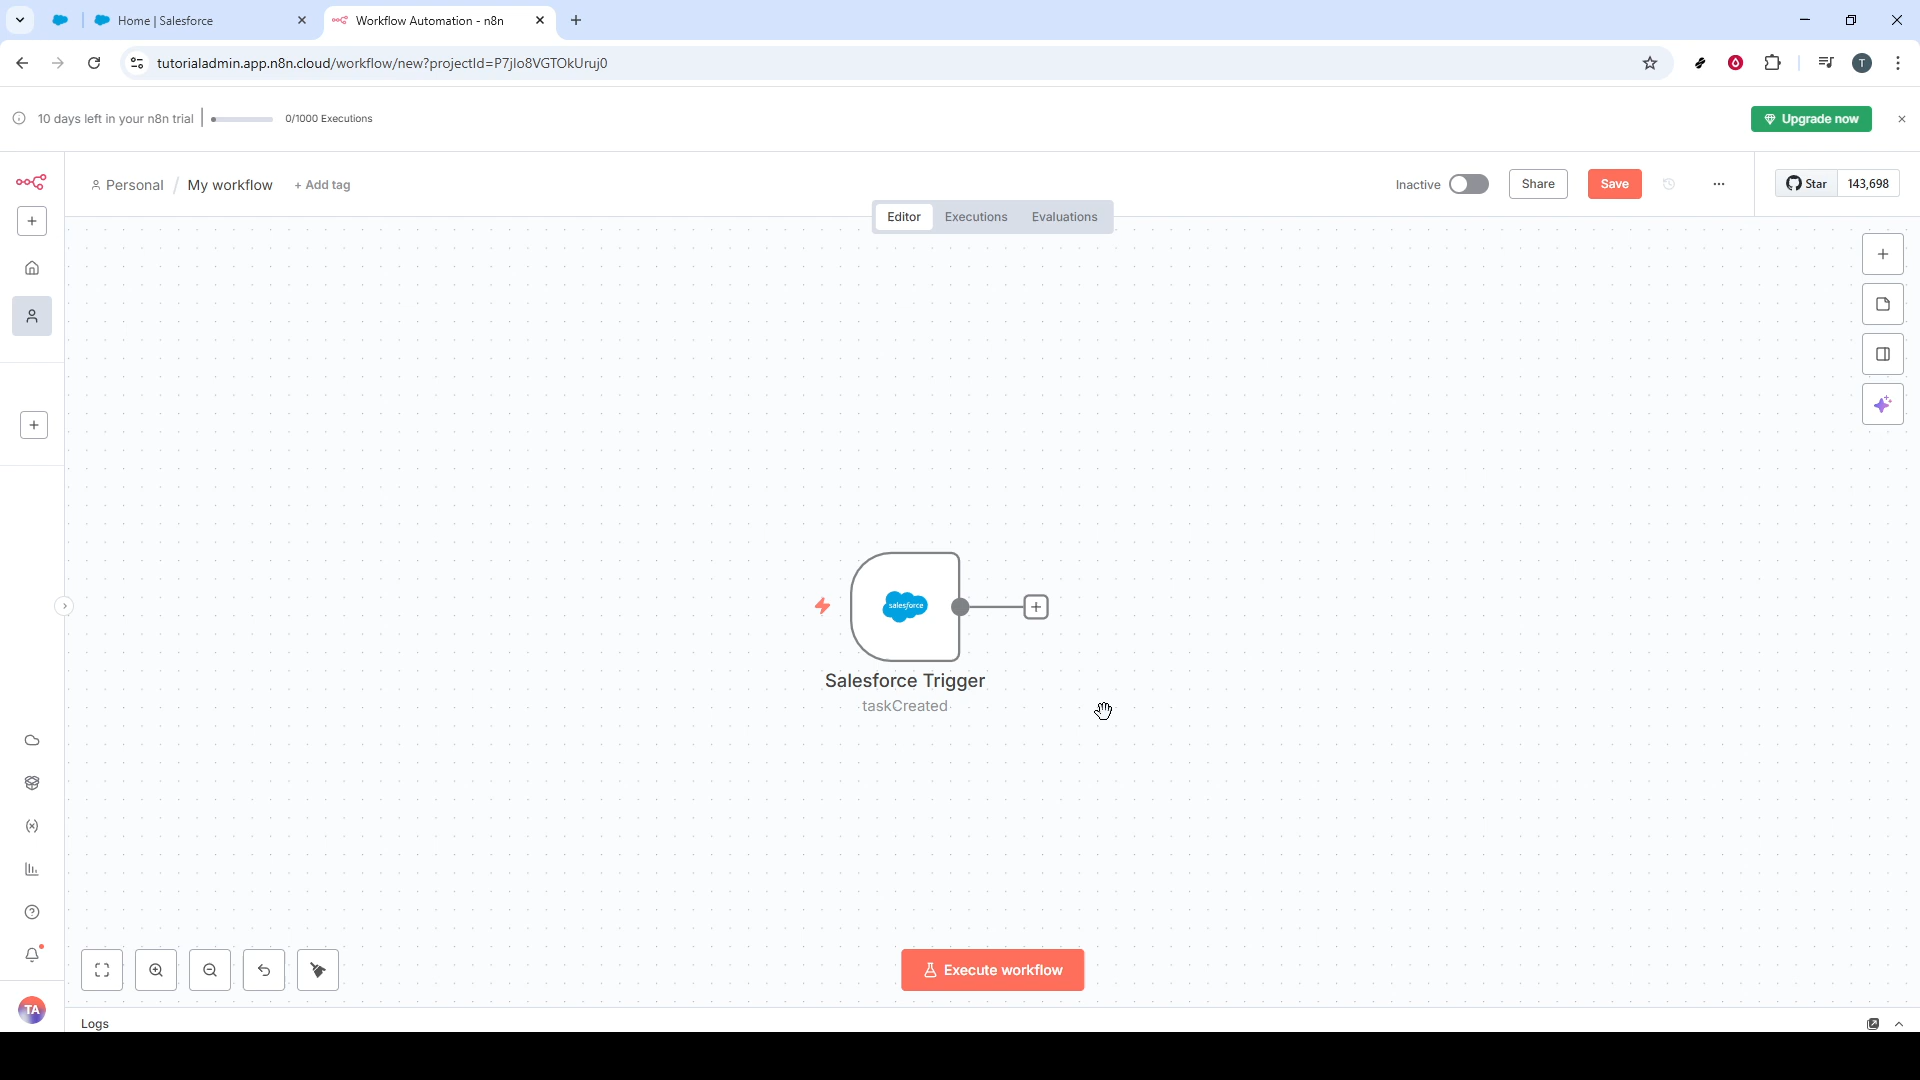 Home | Salesforce
Workflow Automation - n8n
tutorialadmin.app.n8n.cloud/workflow/new?projectId=P7jlo8VGTOkUruj0
T
10 days left in your n8n trial
0/1000 Executions
Upgrade now
Personal / My workflow
+ Add tag
Inactive
Share
Save
Star
143,698
Editor
Executions
Evaluations
salesforce
Salesforce Trigger
taskCreated
Execute workflow
TA
Logs